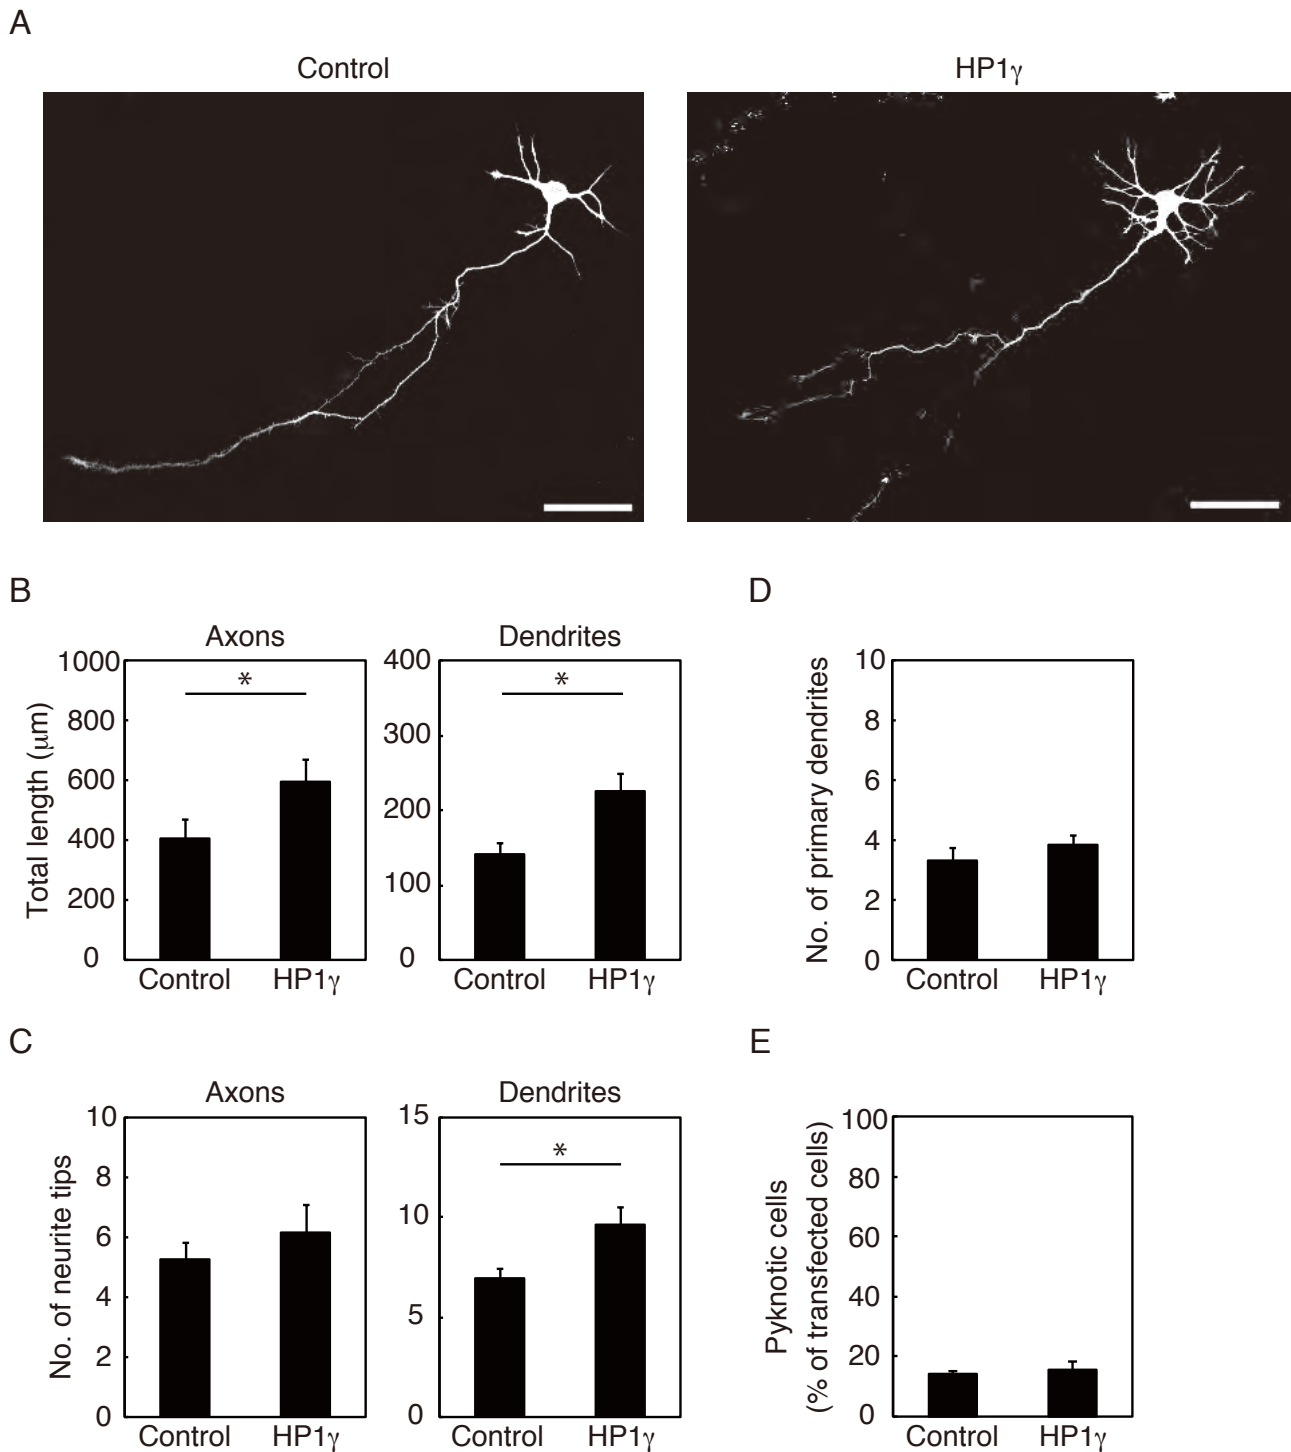 A
Control
HP1γ
B
Axons
Dendrites
Total length (μm)
1000
800
600
400
200
0
400
300
200
100
0
*
*
Control
HP1γ
Control
HP1γ
D
No. of primary dendrites
10
8
6
4
2
0
Control
HP1γ
C
Axons
Dendrites
No. of neurite tips
10
8
6
4
2
0
15
10
5
0
*
Control
HP1γ
Control
HP1γ
E
Pyknotic cells
(% of transfected cells)
100
80
60
40
20
0
Control
HP1γ